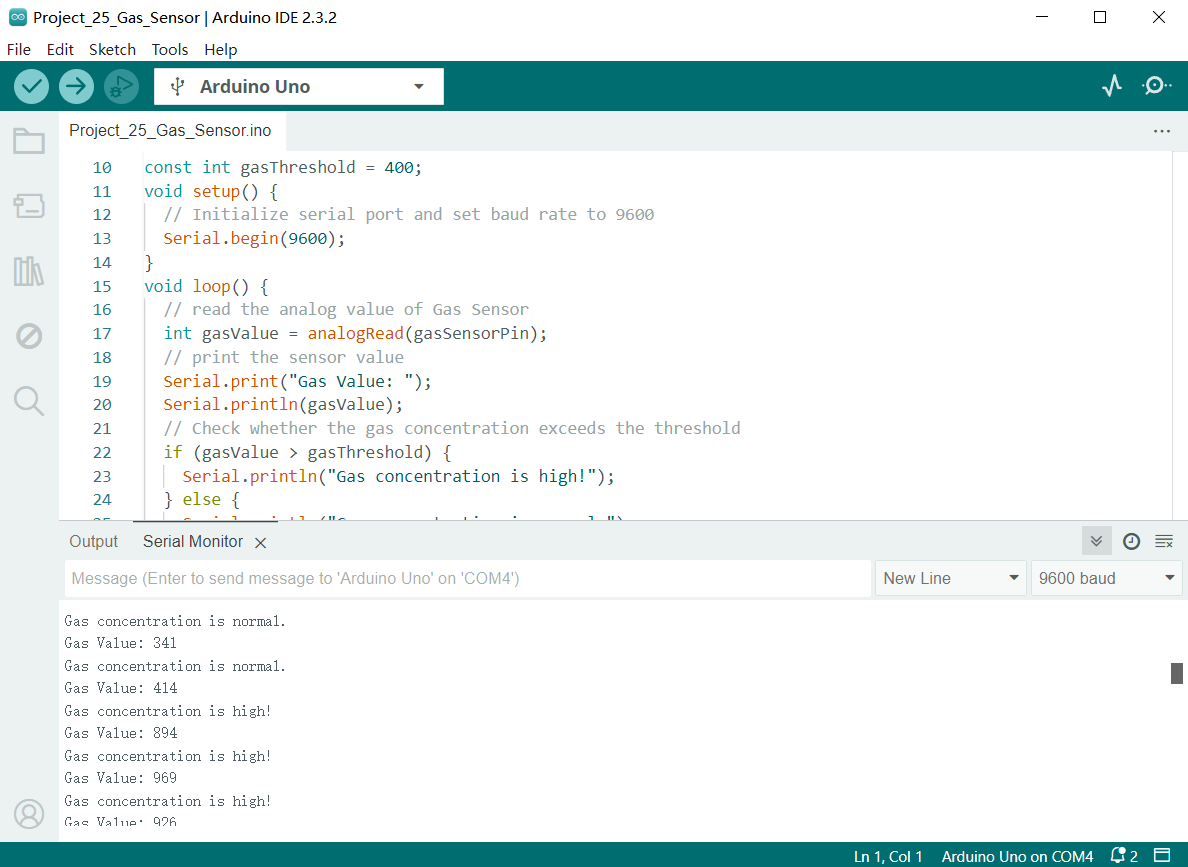 Project_25_Gas_Sensor | Arduino IDE 2.3.2
File Edit Sketch Tools Help
Arduino Uno
Project_25_Gas_Sensor.ino
10 const int gasThreshold = 400;
11 void setup() {
12 // Initialize serial port and set baud rate to 9600
13 Serial.begin(9600);
14 }
15 void loop() {
16 // read the analog value of Gas Sensor
17 int gasValue = analogRead(gasSensorPin);
18 // print the sensor value
19 Serial.print("Gas Value: ");
20 Serial.println(gasValue);
21 // Check whether the gas concentration exceeds the threshold
22 if (gasValue > gasThreshold) {
23 Serial.println("Gas concentration is high!");
24 } else {
Output Serial Monitor
Message (Enter to send message to 'Arduino Uno' on 'COM4') New Line 9600 baud
Gas concentration is normal.
Gas Value: 341
Gas concentration is normal.
Gas Value: 414
Gas concentration is high!
Gas Value: 894
Gas concentration is high!
Gas Value: 969
Gas concentration is high!
Gas Value: 926
Ln 1, Col 1 Arduino Uno on COM4 2